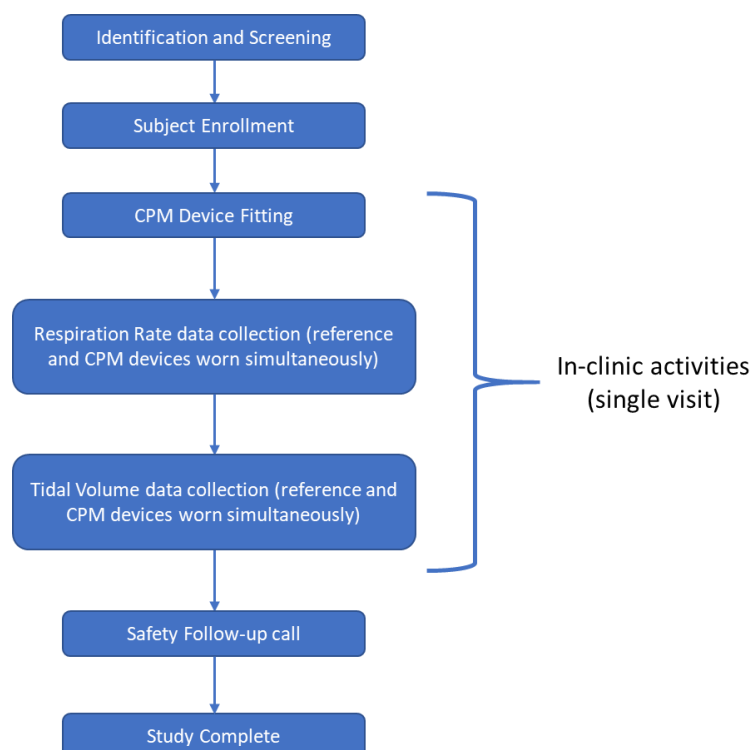 Identification and Screening
Subject Enrollment
CPM Device Fitting
Respiration Rate data collection (reference
and CPM devices worn simultaneously)
Tidal Volume data collection (reference and
CPM devices worn simultaneously)
In-clinic activities
(single visit)
Safety Follow-up call
Study Complete